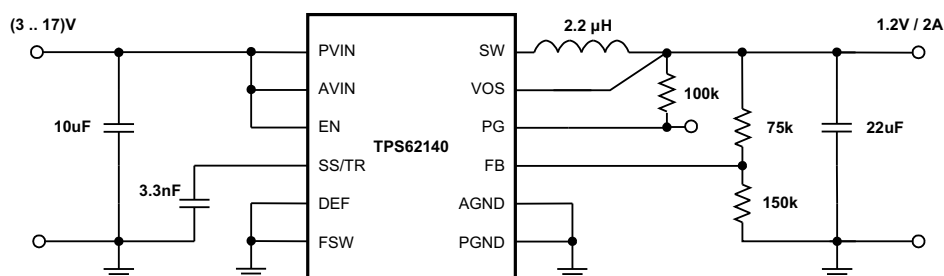 (3 .. 17)V
2.2 µH
1.2V / 2A
PVIN
SW
AVIN
VOS
100k
10uF
EN
PG
75k
22uF
TPS62140
SS/TR
FB
3.3nF
150k
DEF
AGND
FSW
PGND